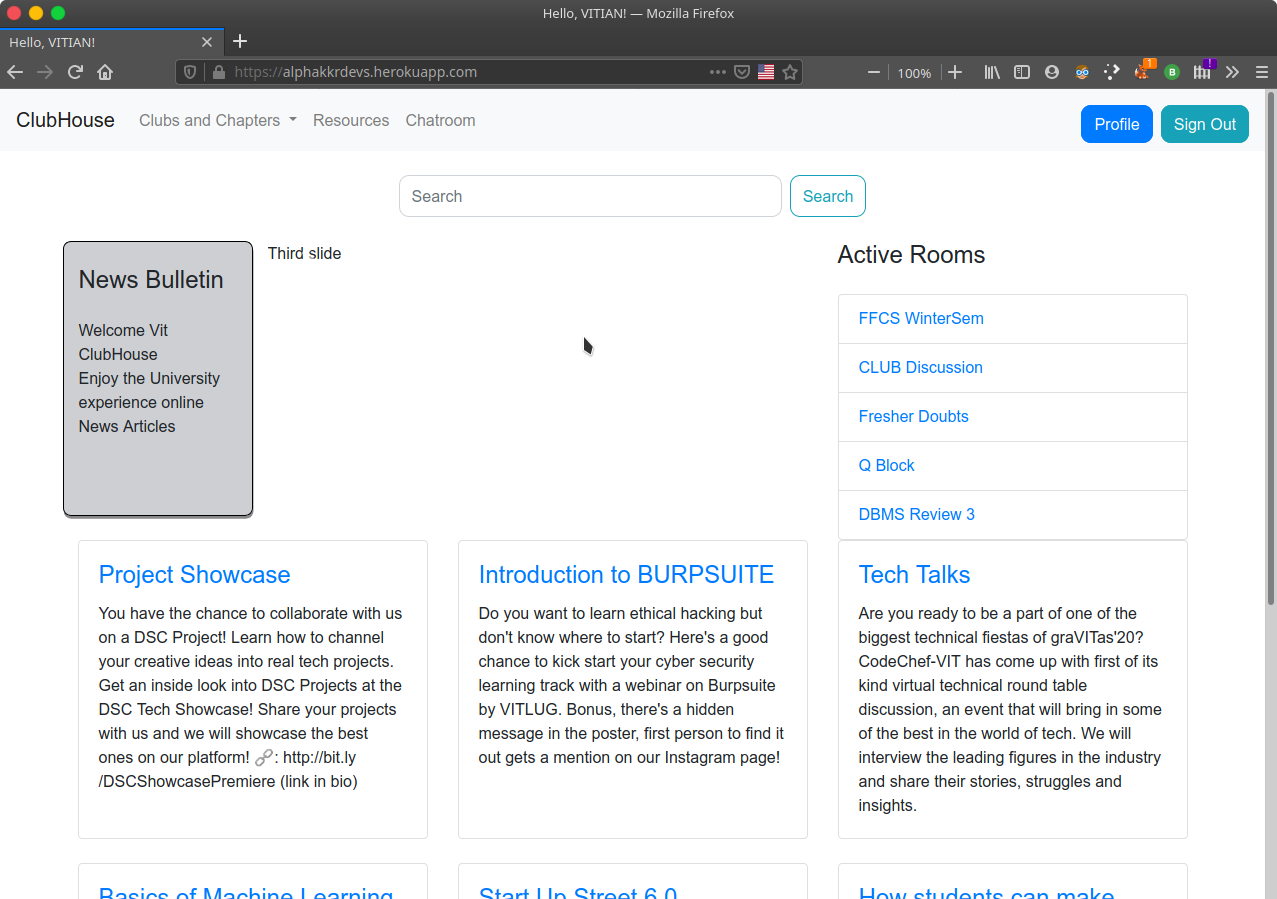 Hello, VITIAN! — Mozilla Firefox
Hello, VITIAN!
https://alphakkrdevs.herokuapp.com
100%
1
B
!
ClubHouse
Clubs and Chapters
Resources
Chatroom
Profile
Sign Out
Search
Search
News Bulletin
Welcome Vit
ClubHouse
Enjoy the University
experience online
News Articles
Third slide
Active Rooms
FFCS WinterSem
CLUB Discussion
Fresher Doubts
Q Block
DBMS Review 3
Project Showcase
You have the chance to collaborate with us
on a DSC Project! Learn how to channel
your creative ideas into real tech projects.
Get an inside look into DSC Projects at the
DSC Tech Showcase! Share your projects
with us and we will showcase the best
ones on our platform! 🔗: http://bit.ly
/DSCShowcasePremiere (link in bio)
Introduction to BURPSUITE
Do you want to learn ethical hacking but
don't know where to start? Here's a good
chance to kick start your cyber security
learning track with a webinar on Burpsuite
by VITLUG. Bonus, there's a hidden
message in the poster, first person to find it
out gets a mention on our Instagram page!
Tech Talks
Are you ready to be a part of one of the
biggest technical fiestas of graVITas'20?
CodeChef-VIT has come up with first of its
kind virtual technical round table
discussion, an event that will bring in some
of the best in the world of tech. We will
interview the leading figures in the industry
and share their stories, struggles and
insights.
Basics of Machine Learning
Start Up Street 6.0
How students can make